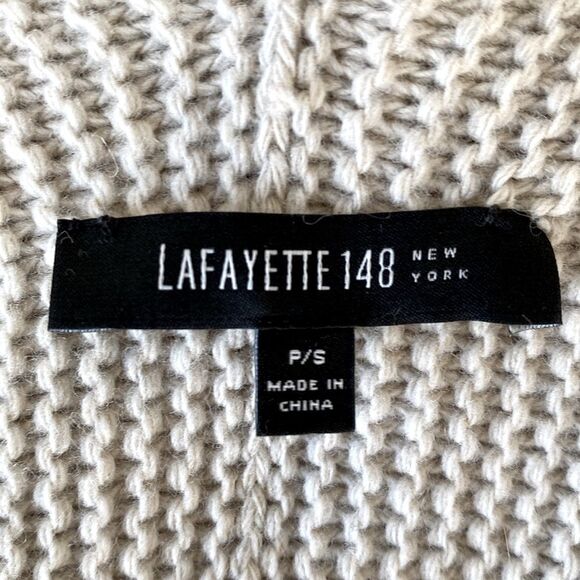 LAFAYETTE 148 NEW YORK
P/S
MADE IN
CHINA